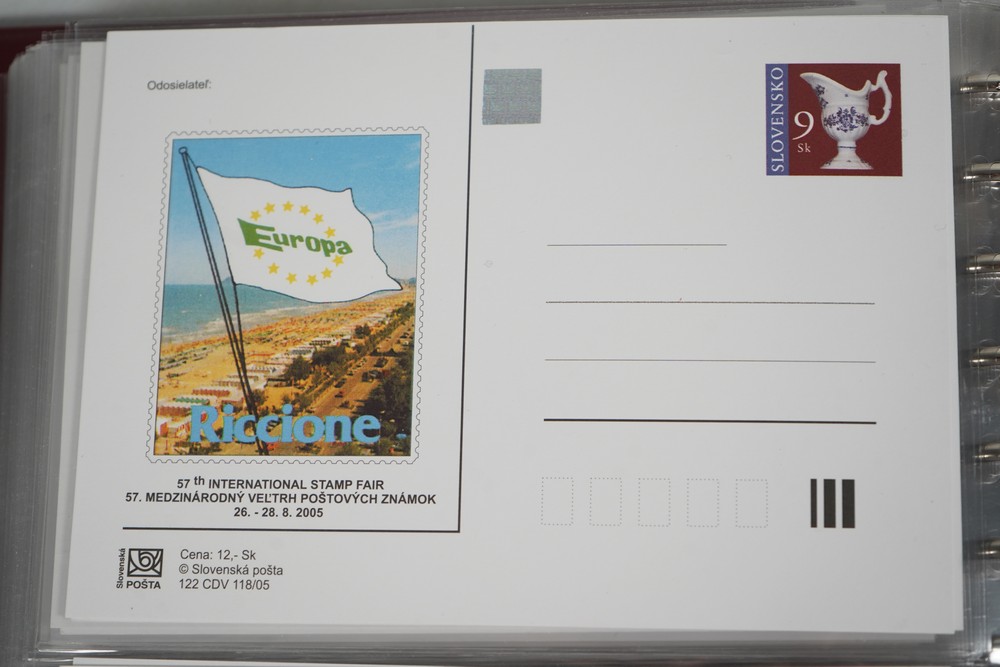 Odosielateľ:
Europa
Riccione
57 th INTERNATIONAL STAMP FAIR
57. MEDZINÁRODNÝ VEĽTRH POŠTOVÝCH ZNÁMOK
26. - 28. 8. 2005
Slovenská
POŠTA
Cena: 12,- Sk
© Slovenská pošta
122 CDV 118/05
SLOVENSKO
9
Sk